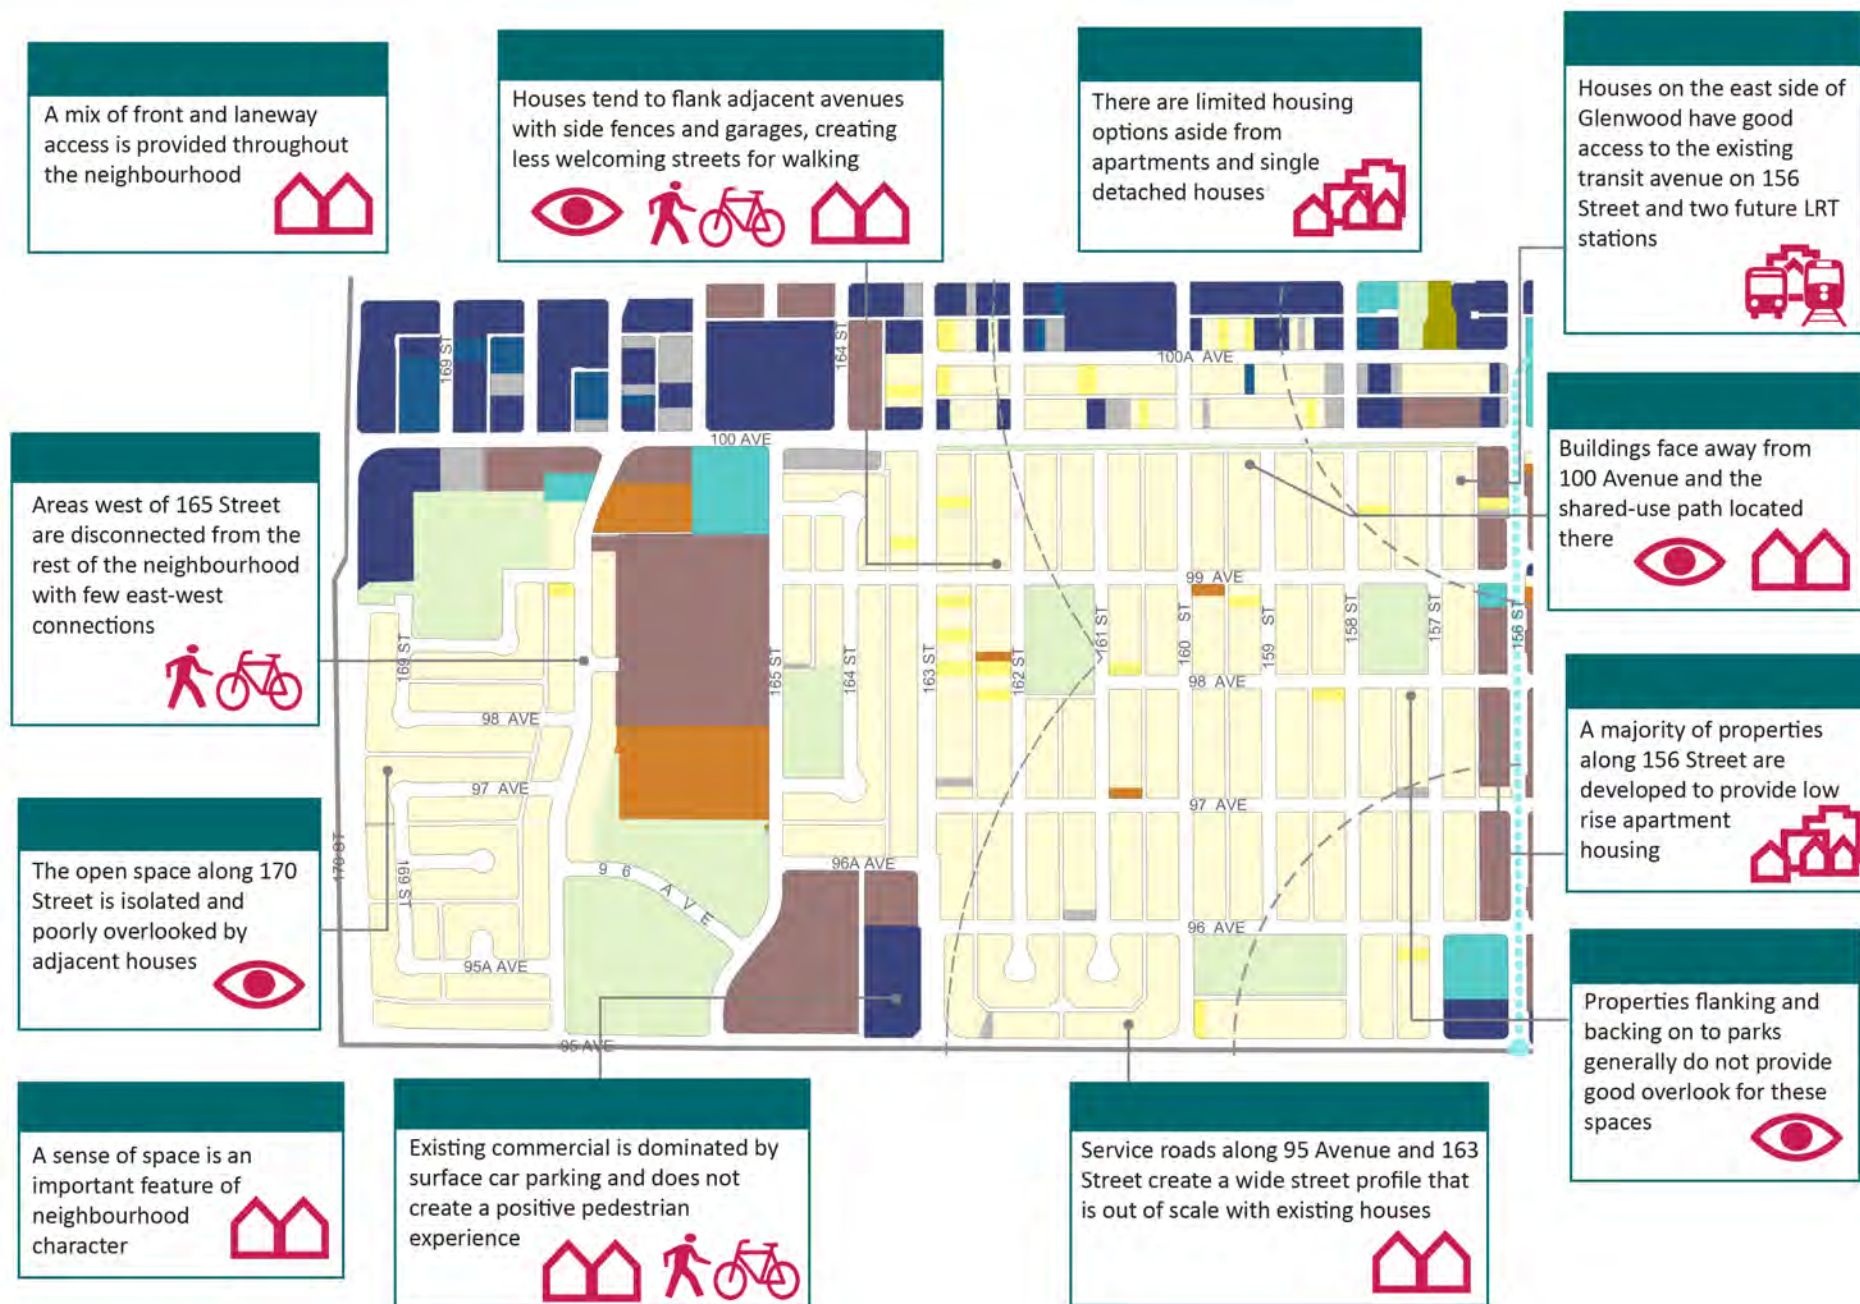 A mix of front and laneway
access is provided throughout
the neighbourhood
Houses tend to flank adjacent avenues
with side fences and garages, creating
less welcoming streets for walking
There are limited housing
options aside from
apartments and single
detached houses
Houses on the east side of
Glenwood have good
access to the existing
transit avenue on 156
Street and two future LRT
stations
Areas west of 165 Street
are disconnected from the
rest of the neighbourhood
with few east-west
connections
Buildings face away from
100 Avenue and the
shared-use path located
there
The open space along 170
Street is isolated and
poorly overlooked by
adjacent houses
A majority of properties
along 156 Street are
developed to provide low
rise apartment
housing
Properties flanking and
backing on to parks
generally do not provide
good overlook for these
spaces
A sense of space is an
important feature of
neighbourhood
character
Existing commercial is dominated by
surface car parking and does not
create a positive pedestrian
experience
Service roads along 95 Avenue and 163
Street create a wide street profile that
is out of scale with existing houses
169 ST
164 ST
100A AVE
100 AVE
99 AVE
169 ST
165 ST
164 ST
163 ST
162 ST
161 ST
160 ST
159 ST
158 ST
157 ST
156 ST
98 AVE
98 AVE
97 AVE
97 AVE
170 ST
169 ST
96A AVE
96 AVE
96 AVE
95A AVE
95 AVE